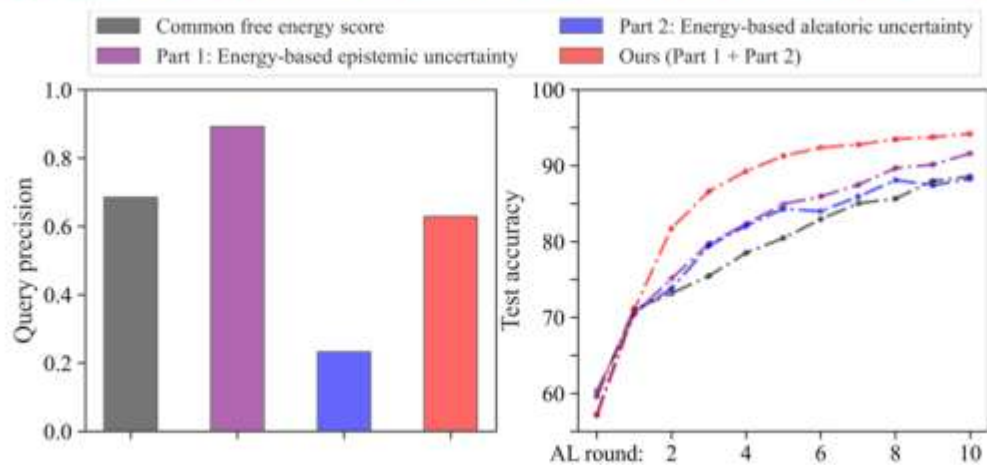 Common free energy score
Part 2: Energy-based aleatoric uncertainty
Part 1: Energy-based epistemic uncertainty
Ours (Part 1 + Part 2)
Query precision
1.0
0.8
0.6
0.4
0.2
0.0
Test accuracy
100
90
80
70
60
AL round: 2 4 6 8 10